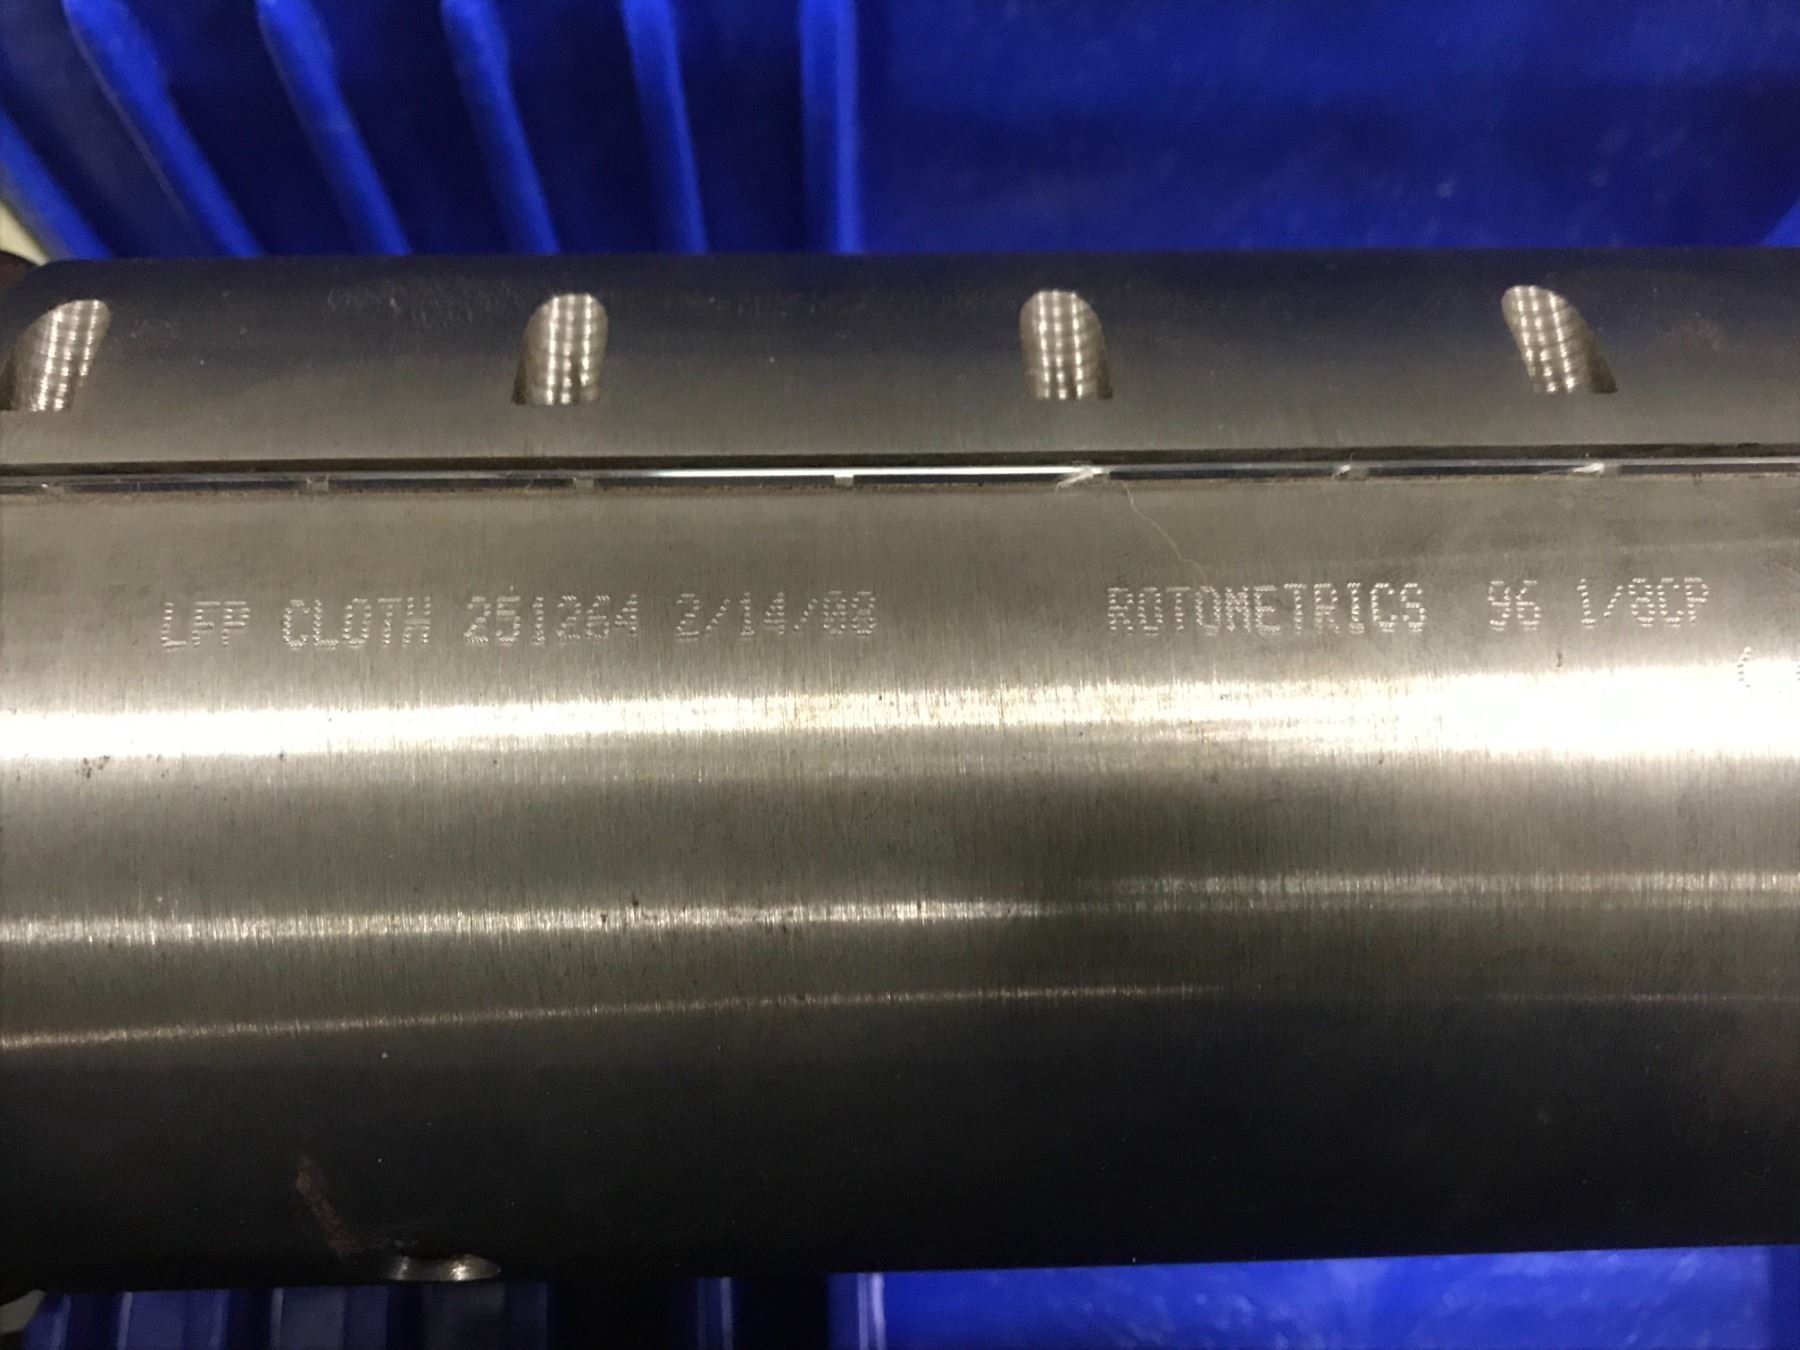 LFP CLOTH 251264 2/14/08 ROTOMETRICS 96 1/8CP